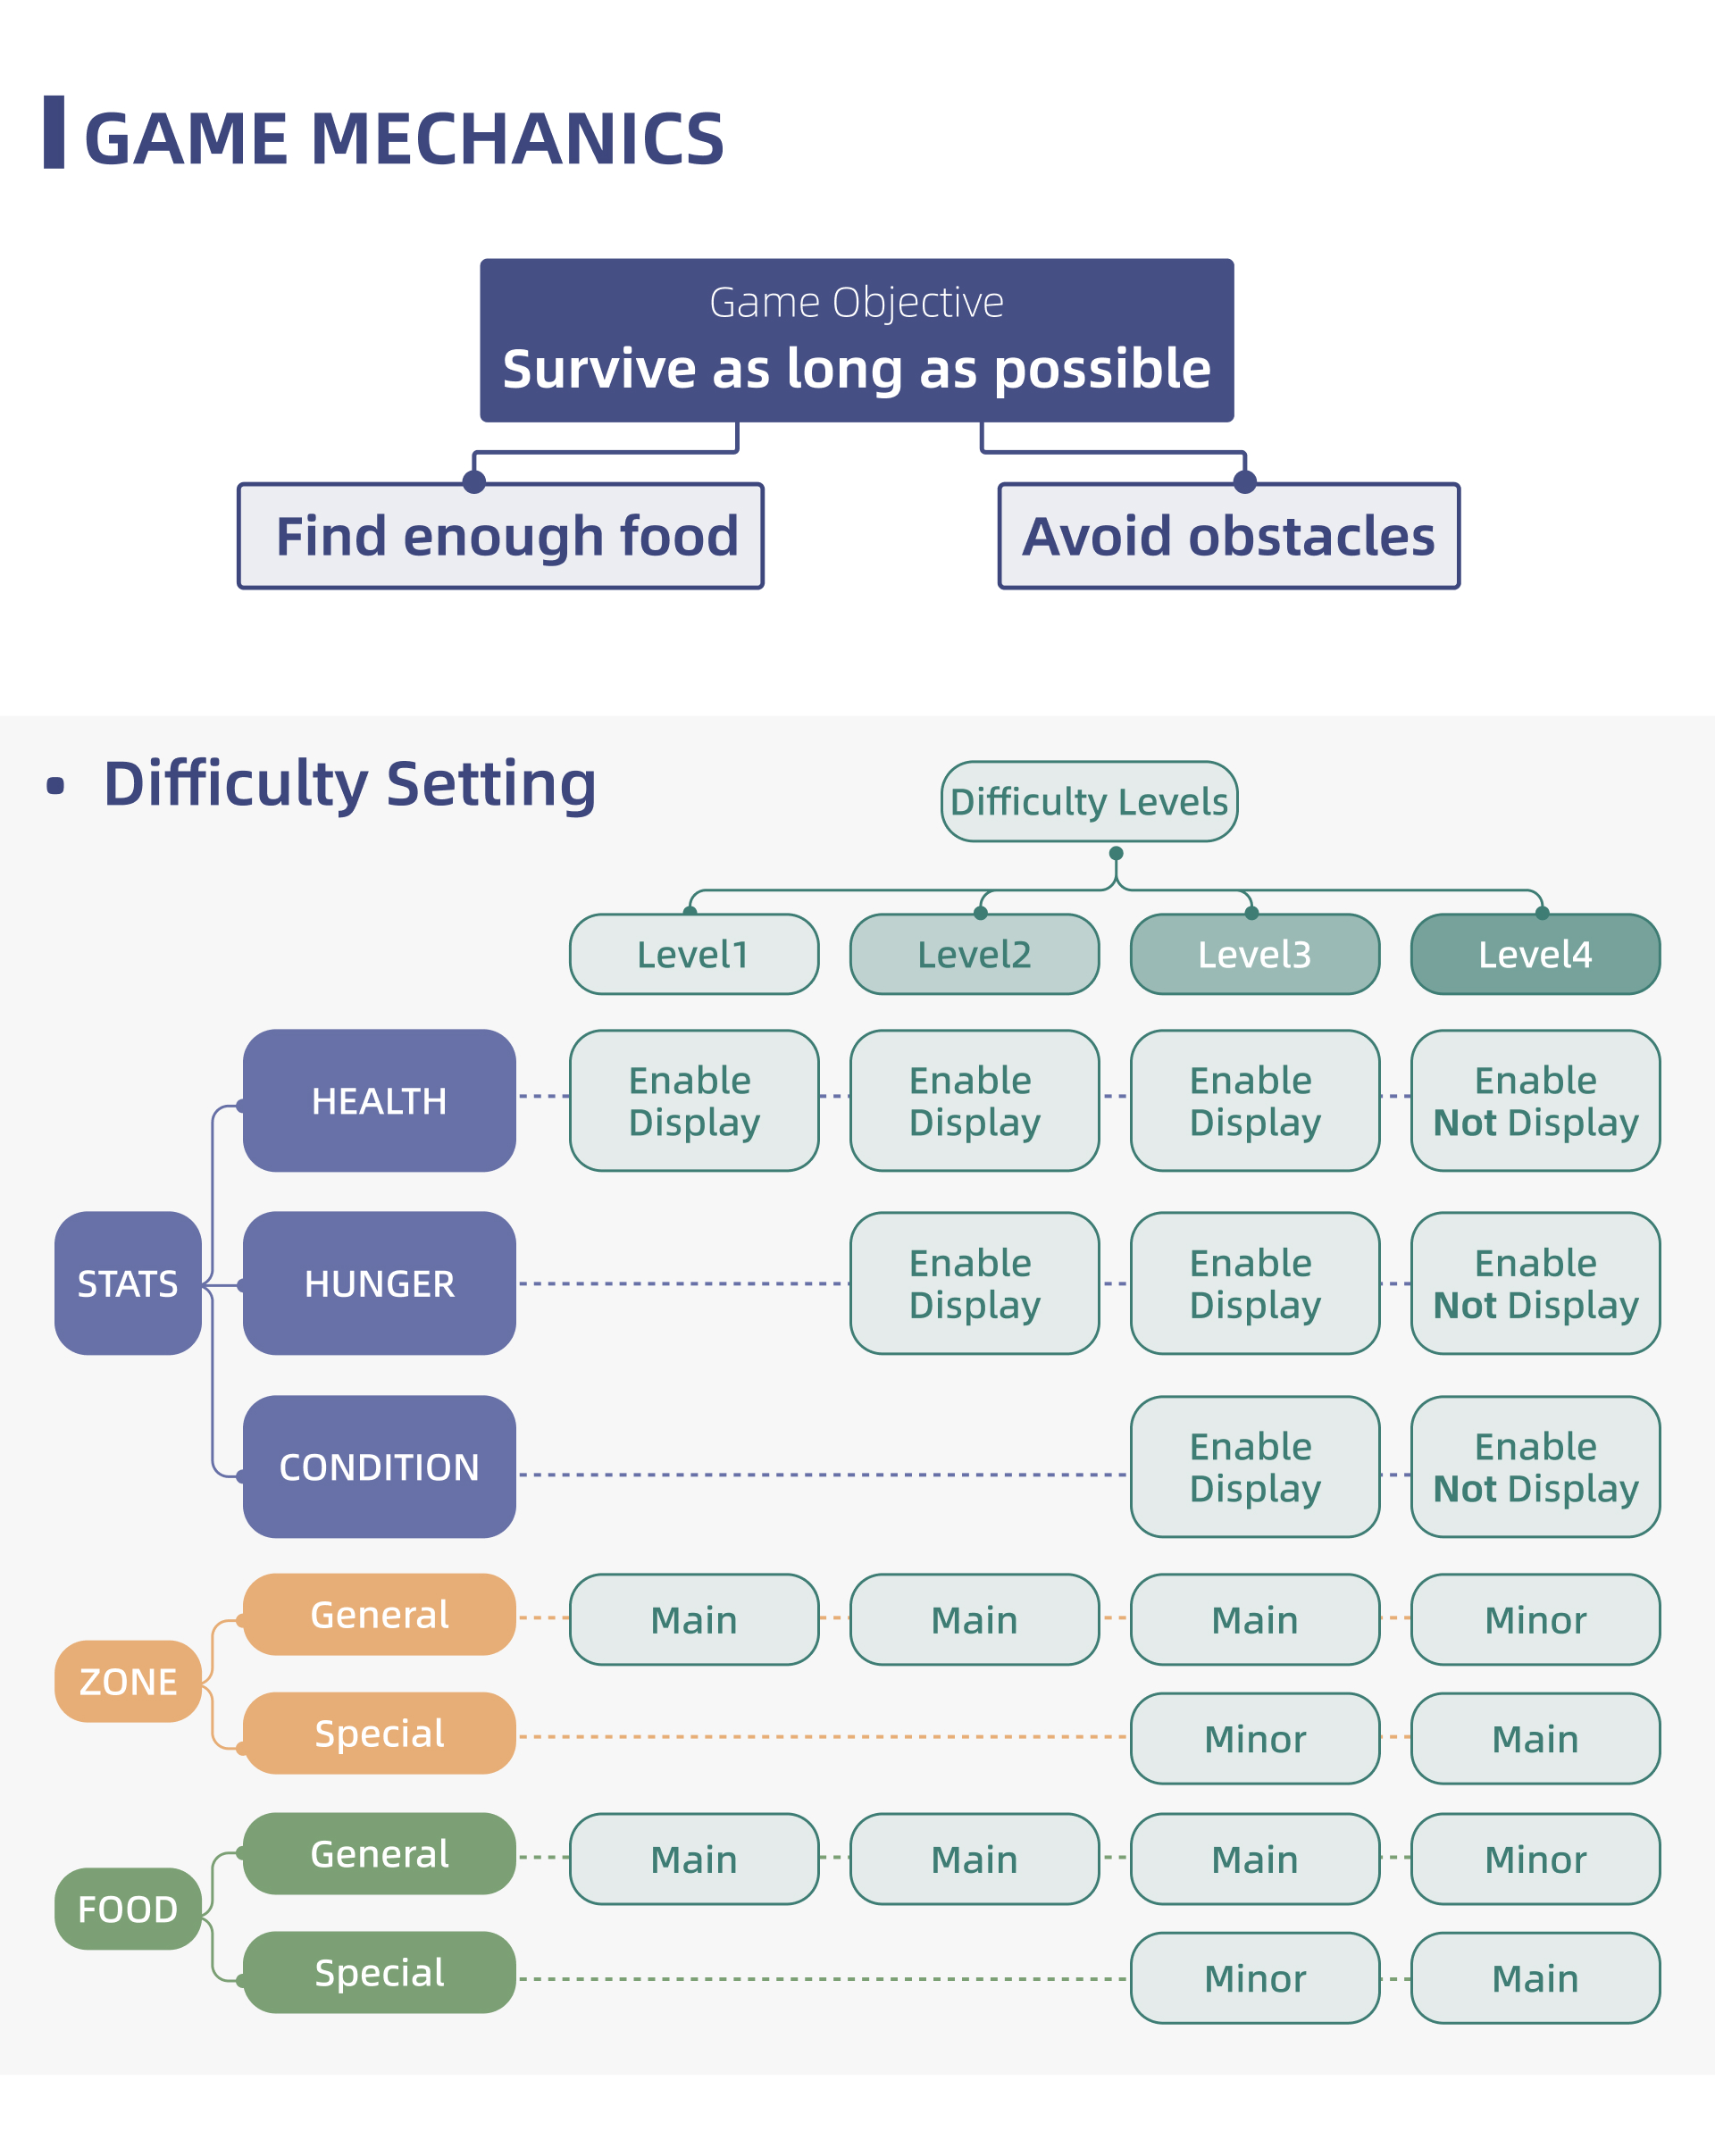 GAME MECHANICS
Game Objective
Survive as long as possible
Find enough food
Avoid obstacles
• Difficulty Setting
Difficulty Levels
Level1
Level2
Level3
Level4
STATS
HEALTH
Enable
Display
Enable
Display
Enable
Display
Enable
Not Display
HUNGER
Enable
Display
Enable
Display
Enable
Not Display
CONDITION
Enable
Display
Enable
Not Display
ZONE
General
Main
Main
Main
Minor
Special
Minor
Main
FOOD
General
Main
Main
Main
Minor
Special
Minor
Main